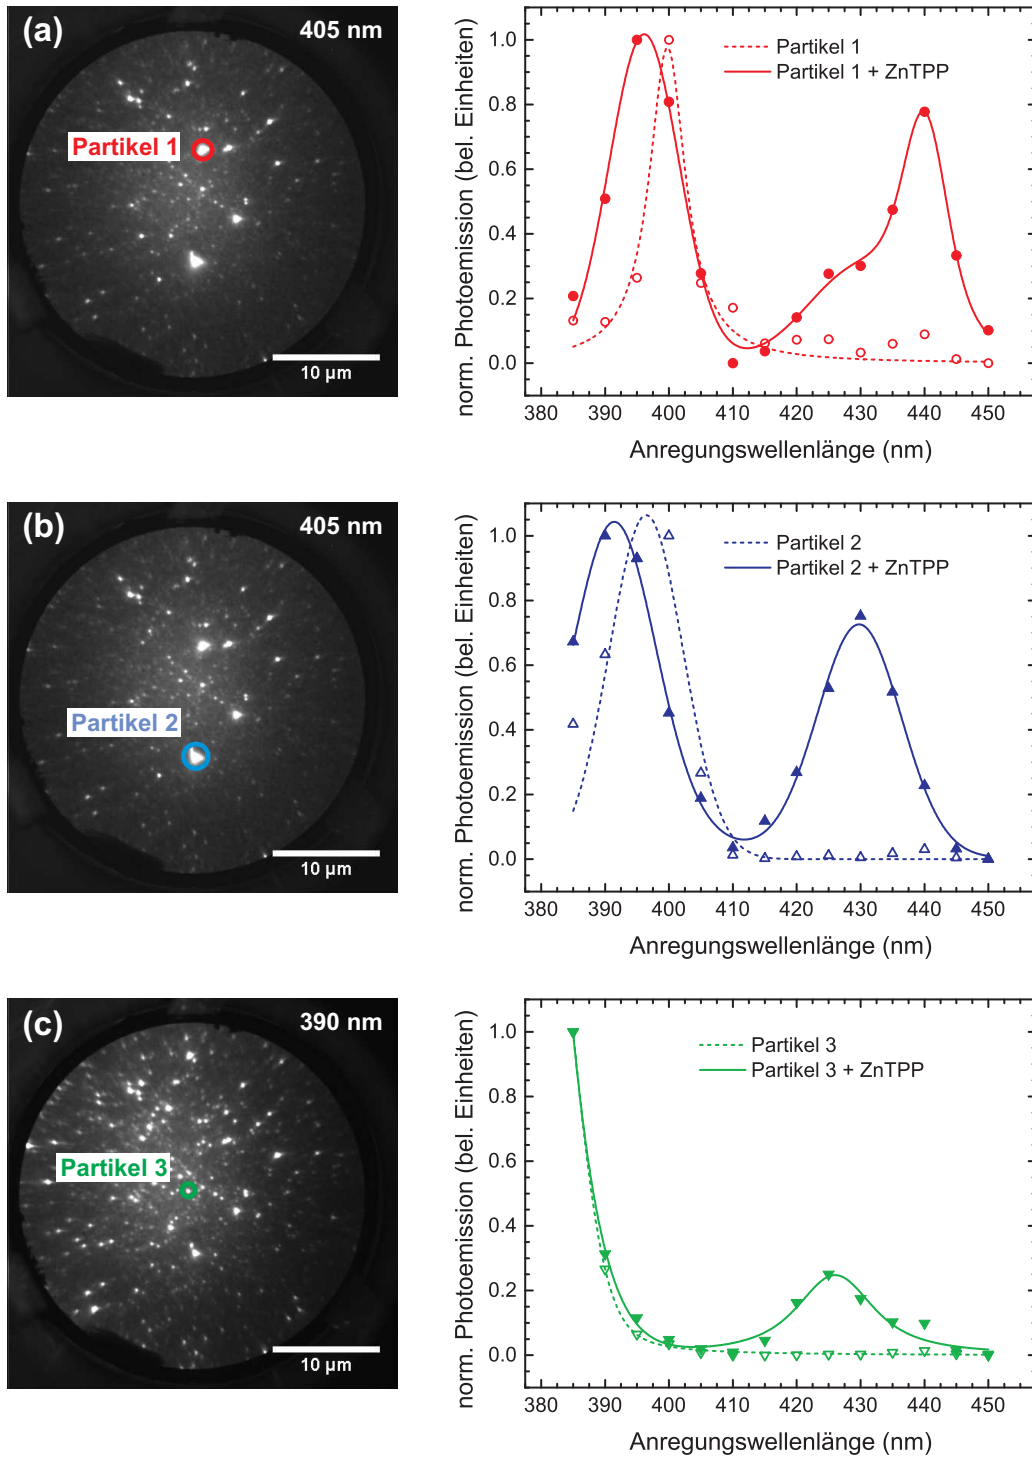 (a)
405 nm
Partikel 1
10 µm
norm. Photoemission (bel. Einheiten)
1.0
0.8
0.6
0.4
0.2
0.0
Partikel 1
Partikel 1 + ZnTPP
380 390 400 410 420 430 440 450
Anregungswellenlänge (nm)
(b)
405 nm
Partikel 2
10 µm
norm. Photoemission (bel. Einheiten)
1.0
0.8
0.6
0.4
0.2
0.0
Partikel 2
Partikel 2 + ZnTPP
380 390 400 410 420 430 440 450
Anregungswellenlänge (nm)
(c)
390 nm
Partikel 3
10 µm
norm. Photoemission (bel. Einheiten)
1.0
0.8
0.6
0.4
0.2
0.0
Partikel 3
Partikel 3 + ZnTPP
380 390 400 410 420 430 440 450
Anregungswellenlänge (nm)